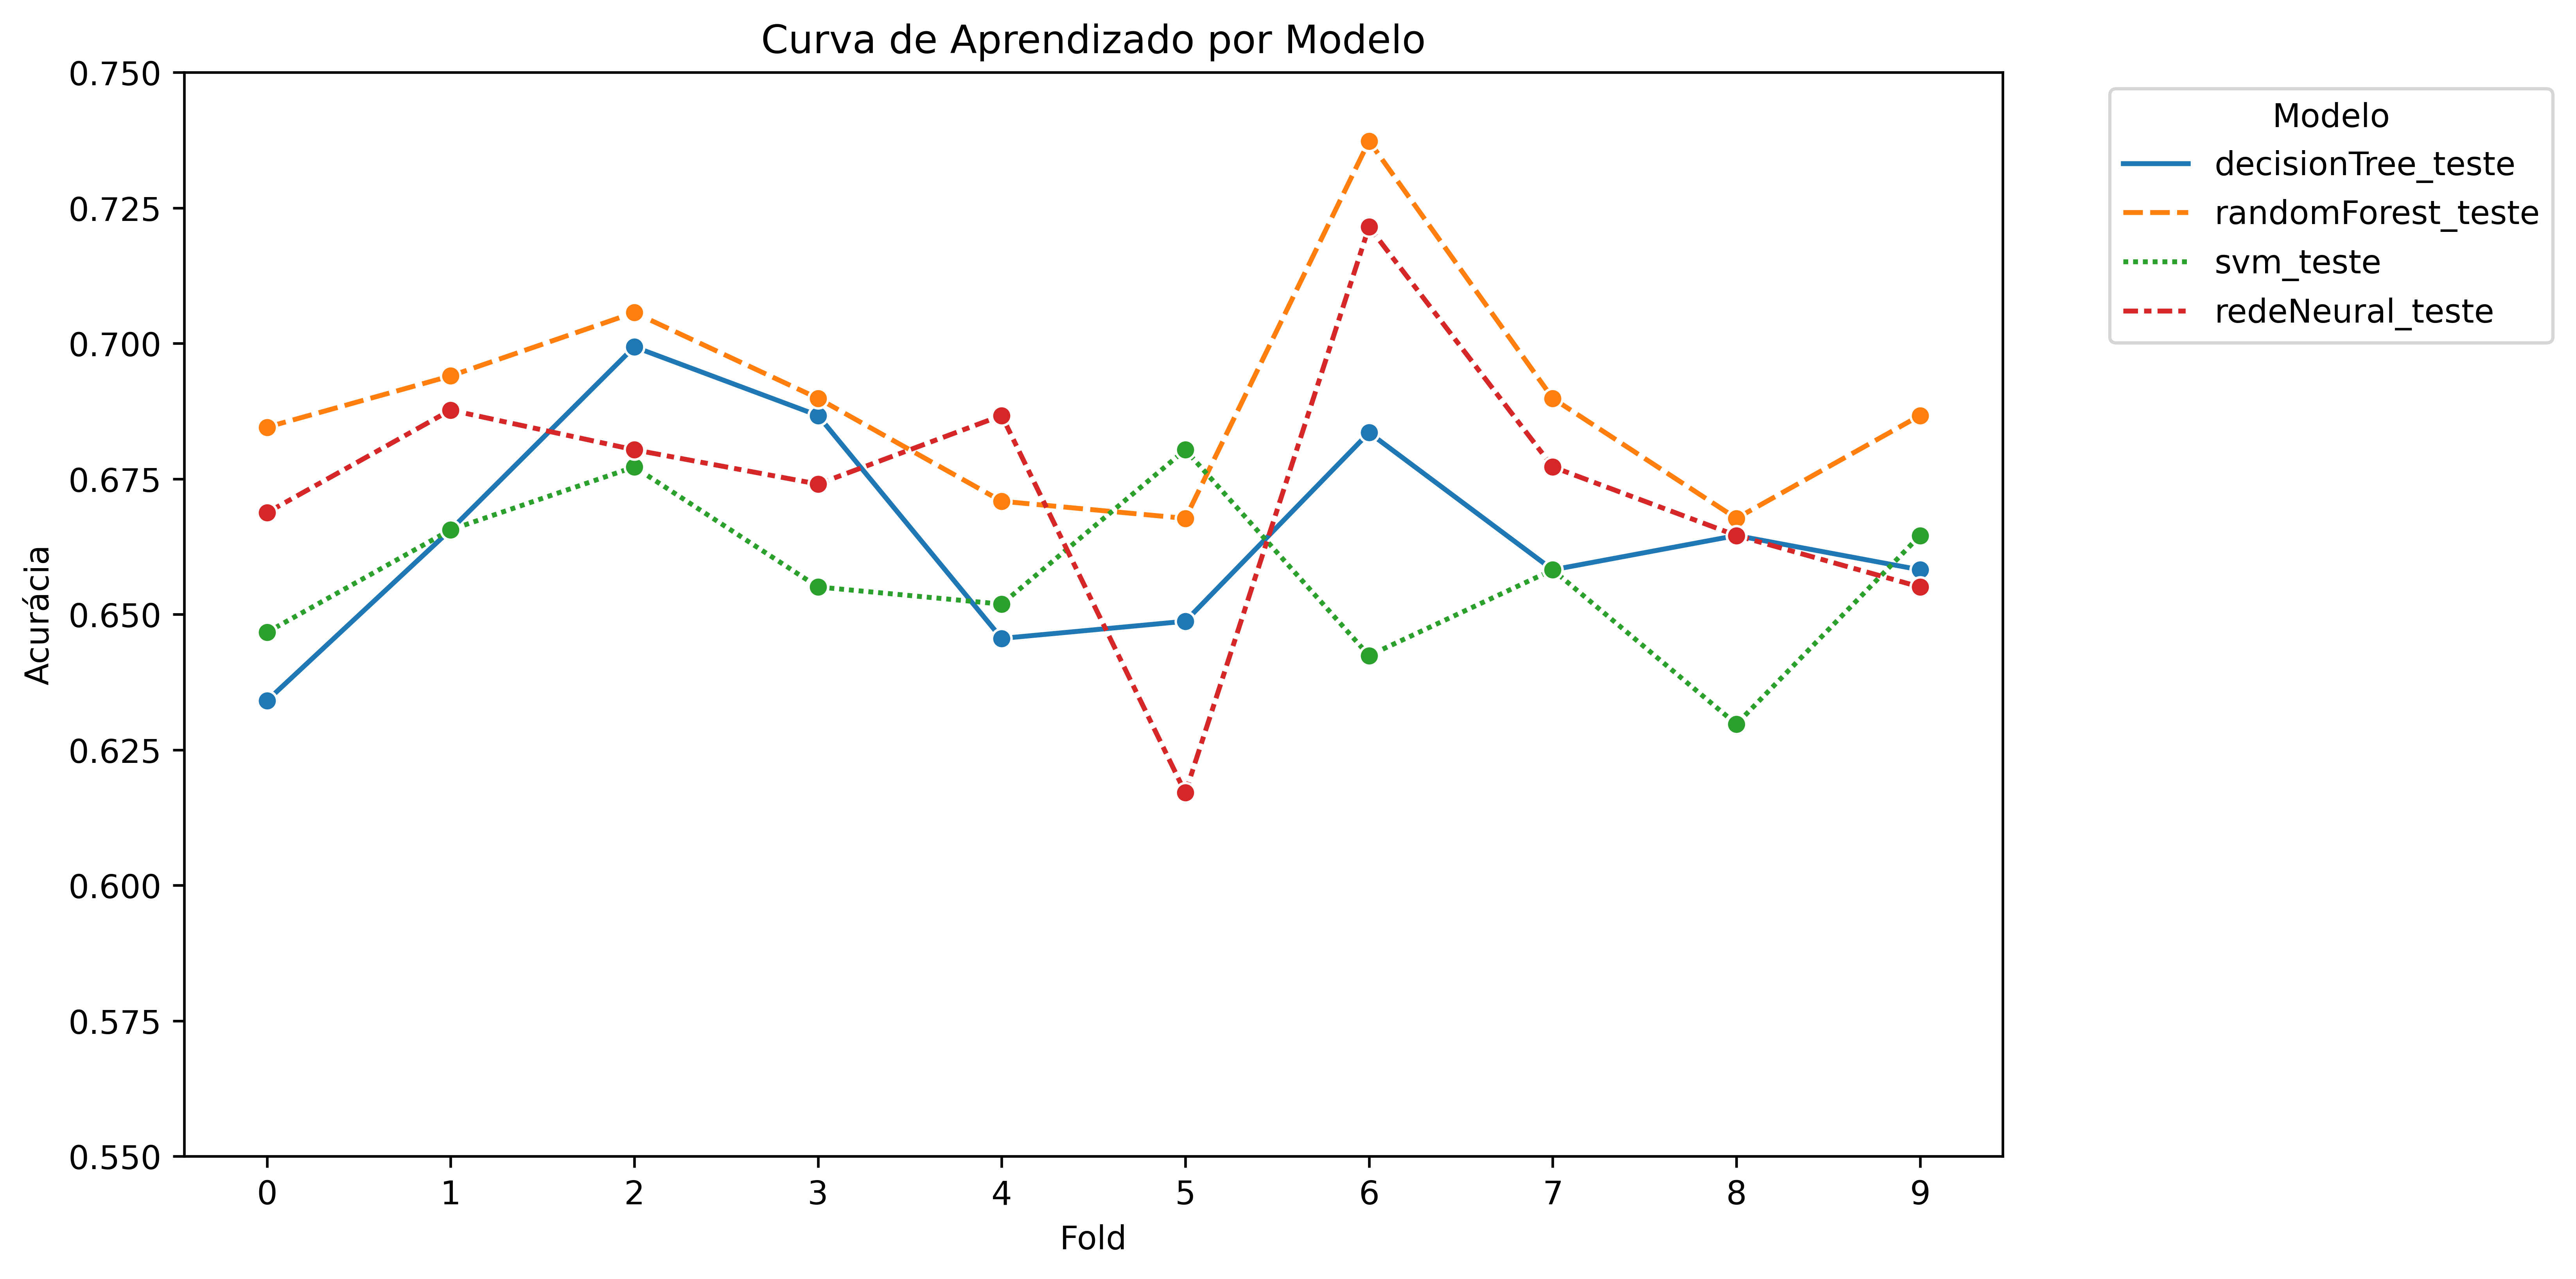 Curva de Aprendizado por Modelo
0.750
0.725
0.700
0.675
0.650
0.625
0.600
0.575
0.550
Acurácia
0 1 2 3 4 5 6 7 8 9
Fold
Modelo
decisionTree_teste
randomForest_teste
svm_teste
redeNeural_teste